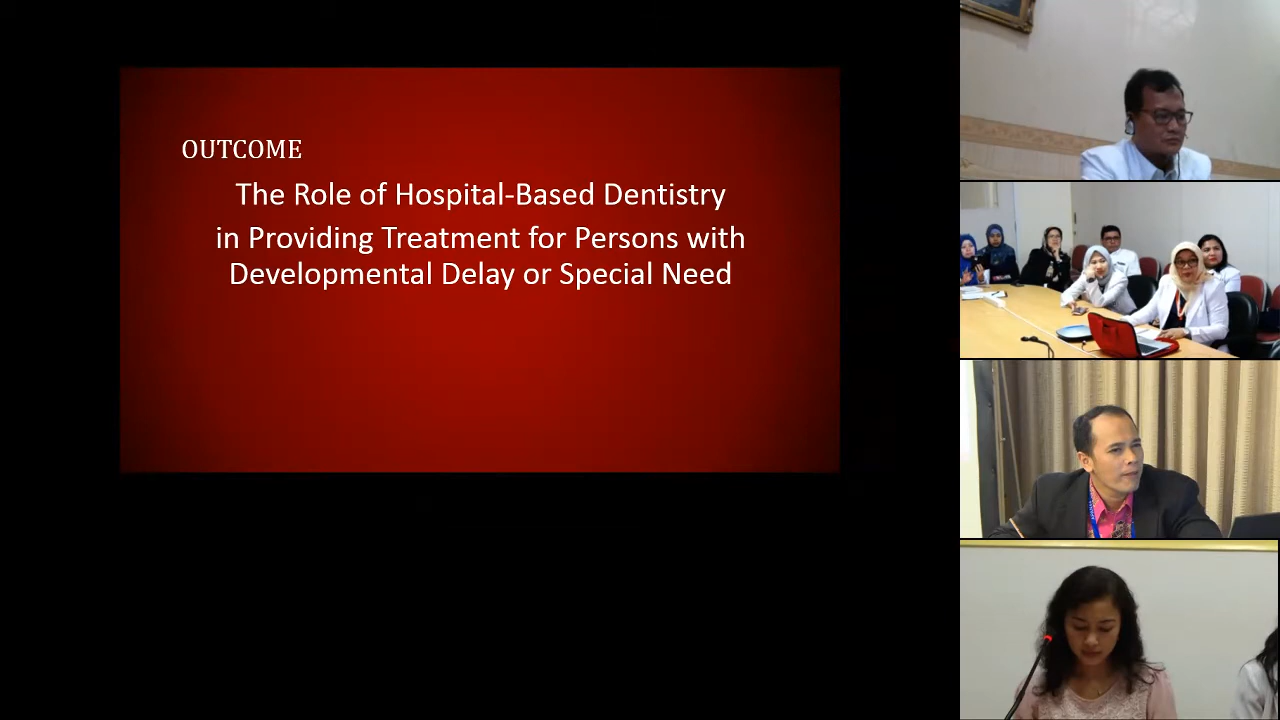 OUTCOME
The Role of Hospital-Based Dentistry
in Providing Treatment for Persons with
Developmental Delay or Special Need